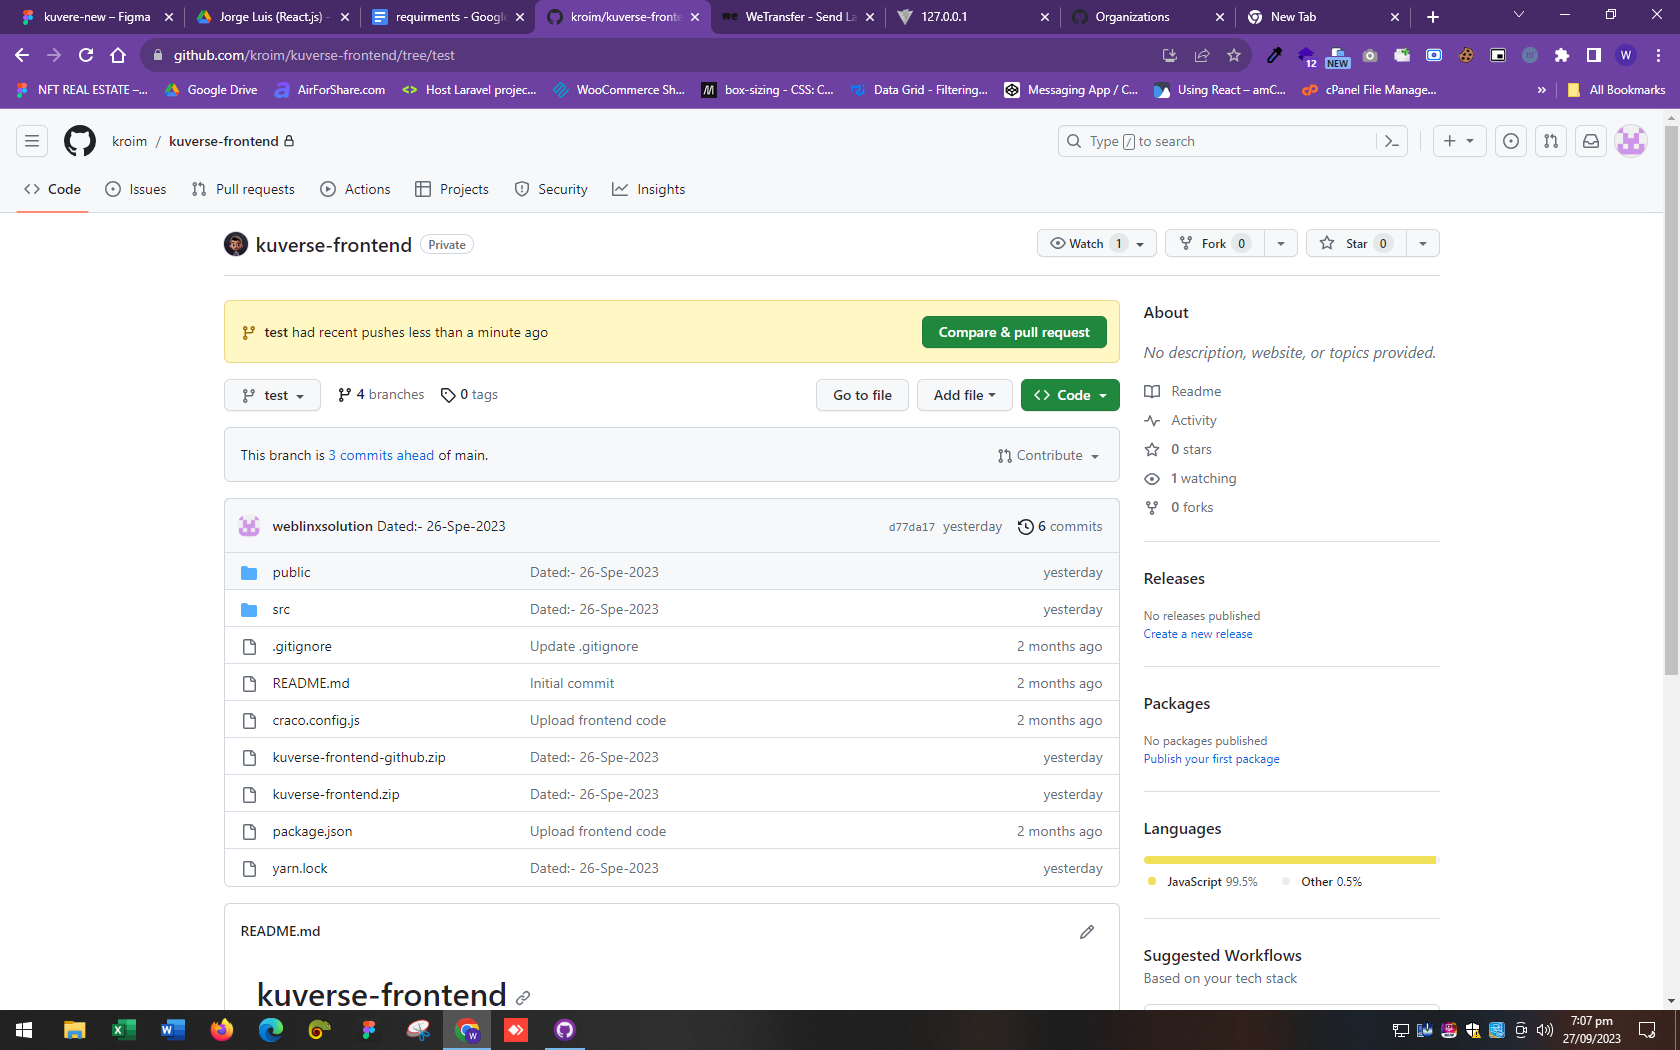 kuvere-new – Figma
Jorge Luis (React.js) -
requirments - Google
kroim/kuverse-fronte
WeTransfer - Send La
127.0.0.1
Organizations
New Tab
github.com/kroim/kuverse-frontend/tree/test
12
NEW
W
NFT REAL ESTATE –...
Google Drive
AirForShare.com
Host Laravel projec...
WooCommerce Sh...
box-sizing - CSS: C...
Data Grid - Filtering...
Messaging App / C...
Using React – amC...
cPanel File Manage...
»
All Bookmarks
kroim / kuverse-frontend
Type / to search
Code
Issues
Pull requests
Actions
Projects
Security
Insights
kuverse-frontend
Private
Watch 1
Fork 0
Star 0
test had recent pushes less than a minute ago
Compare & pull request
test
4 branches
0 tags
Go to file
Add file
Code
This branch is 3 commits ahead of main.
Contribute
weblinxsolution Dated:- 26-Spe-2023
d77da17 yesterday
6 commits
public Dated:- 26-Spe-2023 yesterday
src Dated:- 26-Spe-2023 yesterday
.gitignore Update .gitignore 2 months ago
README.md Initial commit 2 months ago
craco.config.js Upload frontend code 2 months ago
kuverse-frontend-github.zip Dated:- 26-Spe-2023 yesterday
kuverse-frontend.zip Dated:- 26-Spe-2023 yesterday
package.json Upload frontend code 2 months ago
yarn.lock Dated:- 26-Spe-2023 yesterday
README.md
kuverse-frontend
About
No description, website, or topics provided.
Readme
Activity
0 stars
1 watching
0 forks
Releases
No releases published
Create a new release
Packages
No packages published
Publish your first package
Languages
JavaScript 99.5%
Other 0.5%
Suggested Workflows
Based on your tech stack
7:07 pm
27/09/2023